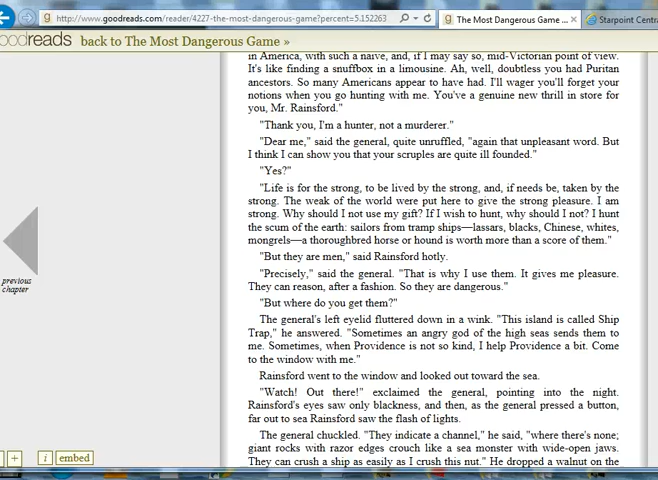 http://www.goodreads.com/reader/4227-the-most-dangerous-game?percent=5.152263
The Most Dangerous Game ...
Starpoint Central
oodreads back to The Most Dangerous Game »
in America, with such a naive, and, if I may say so, mid-Victorian point of view.
It's like finding a snuffbox in a limousine. Ah, well, doubtless you had Puritan
ancestors. So many Americans appear to have had. I'll wager you'll forget your
notions when you go hunting with me. You've a genuine new thrill in store for
you, Mr. Rainsford."
"Thank you, I'm a hunter, not a murderer."
"Dear me," said the general, quite unruffled, "again that unpleasant word. But
I think I can show you that your scruples are quite ill founded."
"Yes?"
"Life is for the strong, to be lived by the strong, and, if needs be, taken by the
strong. The weak of the world were put here to give the strong pleasure. I am
strong. Why should I not use my gift? If I wish to hunt, why should I not? I hunt
the scum of the earth: sailors from tramp ships—lassars, blacks, Chinese, whites,
mongrels—a thoroughbred horse or hound is worth more than a score of them."
"But they are men," said Rainsford hotly.
"Precisely," said the general. "That is why I use them. It gives me pleasure.
They can reason, after a fashion. So they are dangerous."
"But where do you get them?"
The general's left eyelid fluttered down in a wink. "This island is called Ship
Trap," he answered. "Sometimes an angry god of the high seas sends them to
me. Sometimes, when Providence is not so kind, I help Providence a bit. Come
to the window with me."
Rainsford went to the window and looked out toward the sea.
"Watch! Out there!" exclaimed the general, pointing into the night.
Rainsford's eyes saw only blackness, and then, as the general pressed a button,
far out to sea Rainsford saw the flash of lights.
The general chuckled. "They indicate a channel," he said, "where there's none;
giant rocks with razor edges crouch like a sea monster with wide-open jaws.
They can crush a ship as easily as I crush this nut." He dropped a walnut on the
previous
chapter
+ i embed